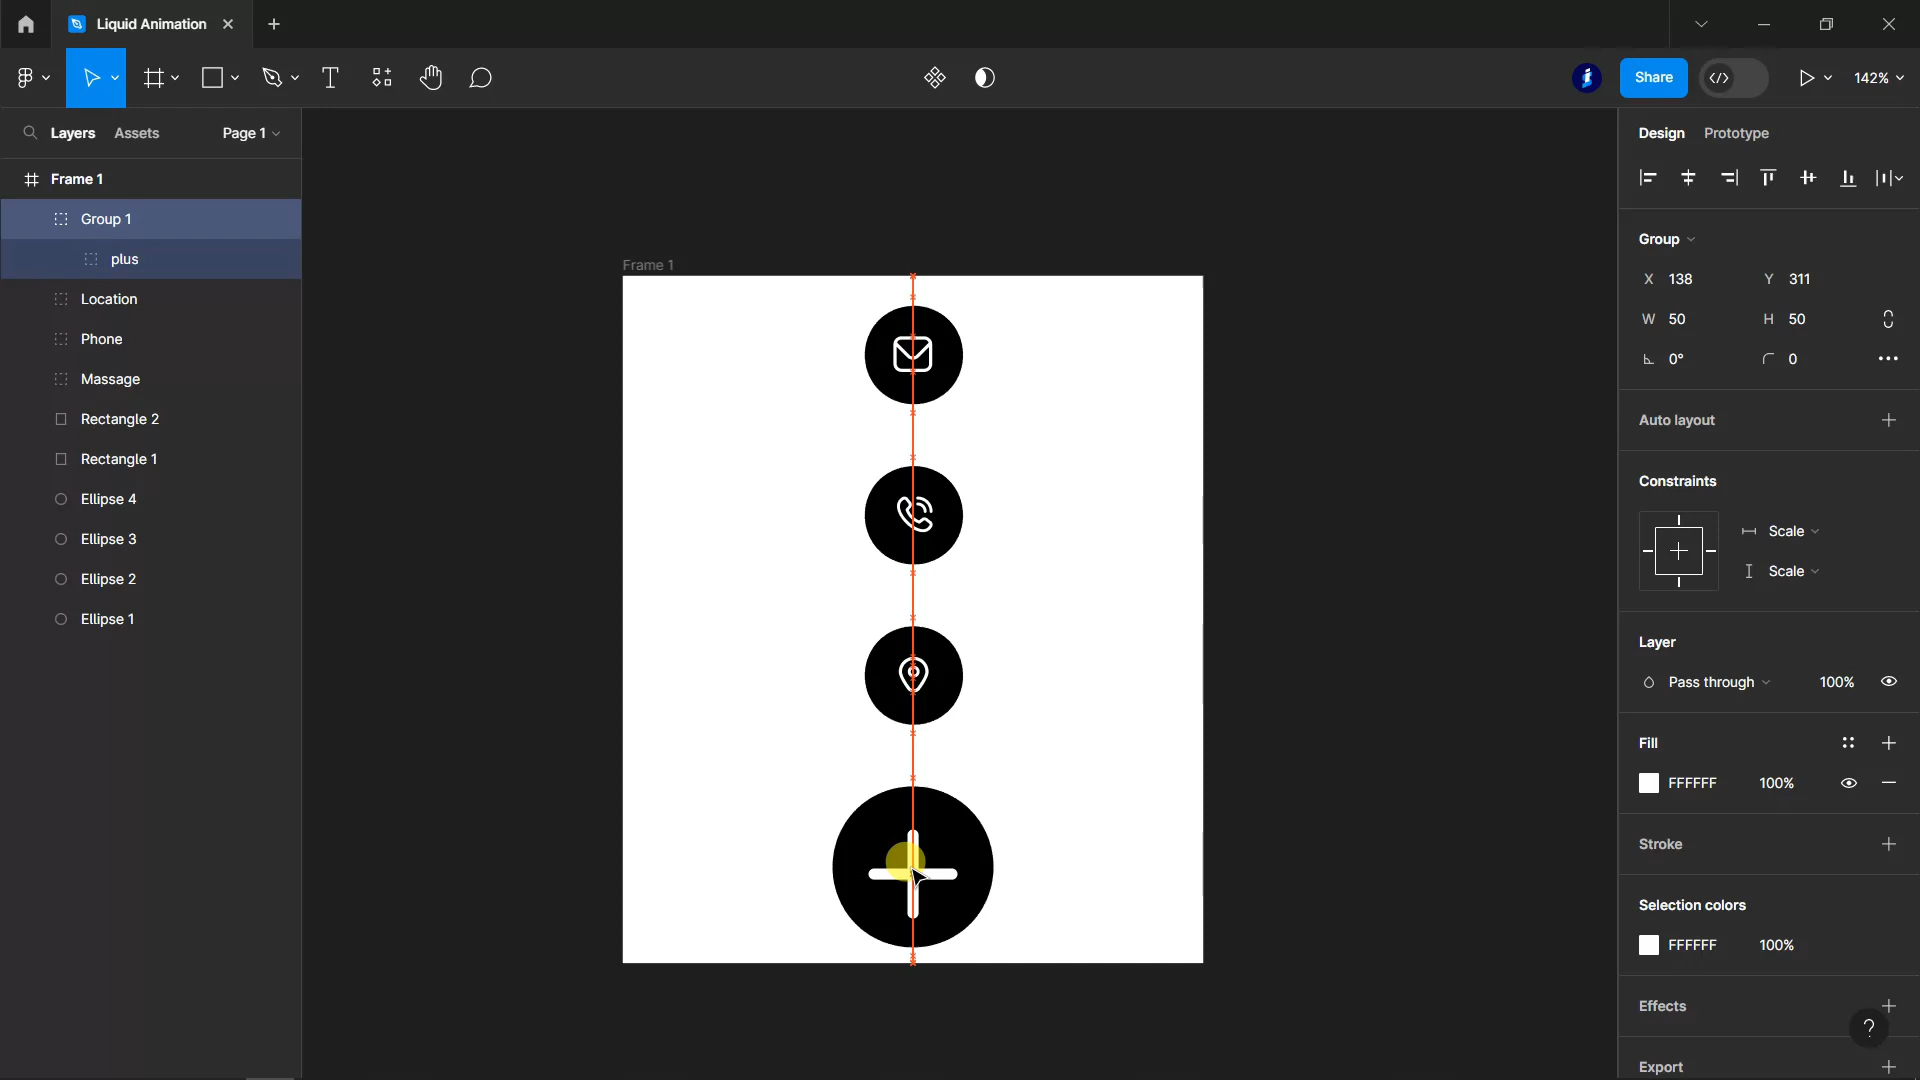 Liquid Animation
Share
142%
Layers
Assets
Page 1
Design
Prototype
Frame 1
Group 1
plus
Location
Phone
Massage
Rectangle 2
Rectangle 1
Ellipse 4
Ellipse 3
Ellipse 2
Ellipse 1
Frame 1
Group
X 138 Y 311
W 50 H 50
0° 0
Auto layout
Constraints
Scale
Scale
Layer
Pass through 100%
Fill
FFFFFF 100%
Stroke
Selection colors
FFFFFF 100%
Effects
?
Export